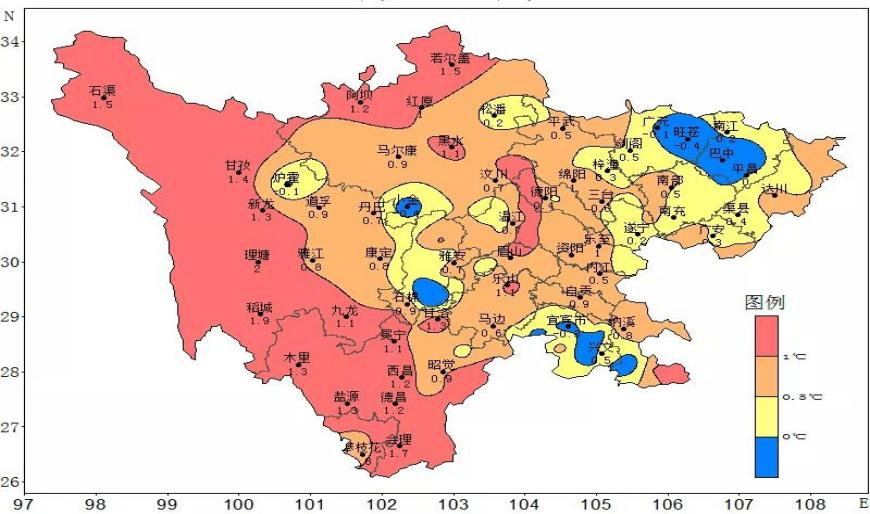 N
34
若尔盖
1.5
石渠
1.5
阿坝
1.2
33
红原
1
松潘
0.2
平武
0.5
广元
-0.1
旺苍
-0.4
南江
32
马尔康
0.9
黑水
1.1
剑阁
0.5
巴中
平昌
甘孜
1.4
炉霍
-0.1
汶川
0.7
绵阳
梓潼
0.3
南部
0.5
达川
31
新龙
1.3
道孚
0.9
丹巴
0.7
温江
德阳
1.4
三台
0.6
南充
渠县
0.4
遂宁
0.2
30
理塘
2
雅江
0.8
康定
0.8
雅安
0.7
眉山
资阳
乐至
1
内江
0.5
乐山
1.1
29
稻城
1.9
九龙
1.1
石棉
0.9
甘洛
1.3
马边
0.8
自贡
0.9
宜宾市
纳溪
0.8
冕宁
1.1
28
木里
1.3
西昌
1.2
昭觉
0.9
盐源
1.3
德昌
1.2
27
会理
1.7
攀枝花
26
图例
1℃
0.5℃
0℃
97 98 99 100 101 102 103 104 105 106 107 108 E